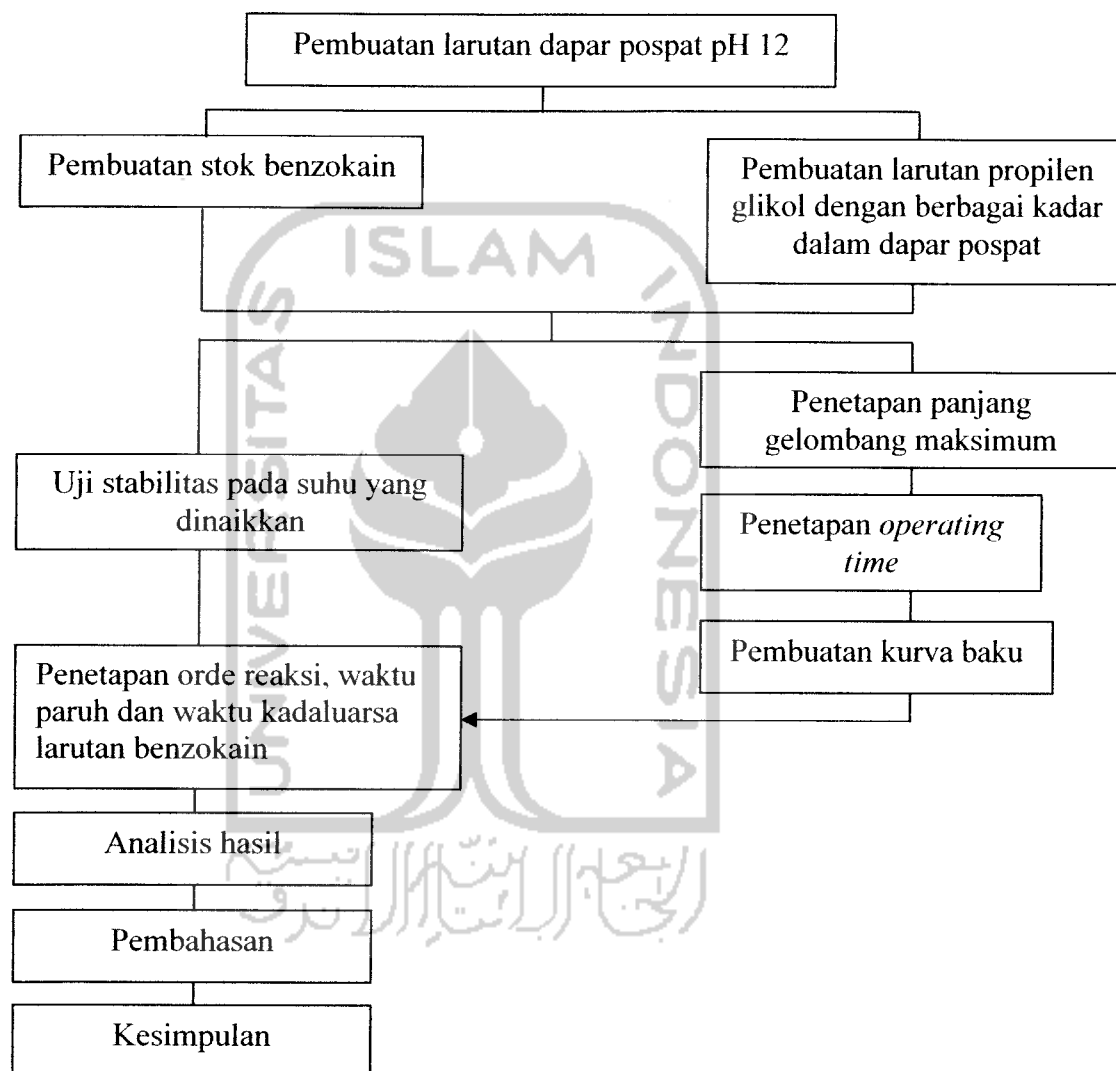 Pembuatan larutan dapar pospat pH 12
Pembuatan stok benzokain
Pembuatan larutan propilen
glikol dengan berbagai kadar
dalam dapar pospat
Penetapan panjang
gelombang maksimum
Uji stabilitas pada suhu yang
dinaikkan
Penetapan operating
time
Pembuatan kurva baku
Penetapan orde reaksi, waktu
paruh dan waktu kadaluarsa
larutan benzokain
Analisis hasil
Pembahasan
Kesimpulan
UNIVERSITAS
ISLAM
INDONESIA